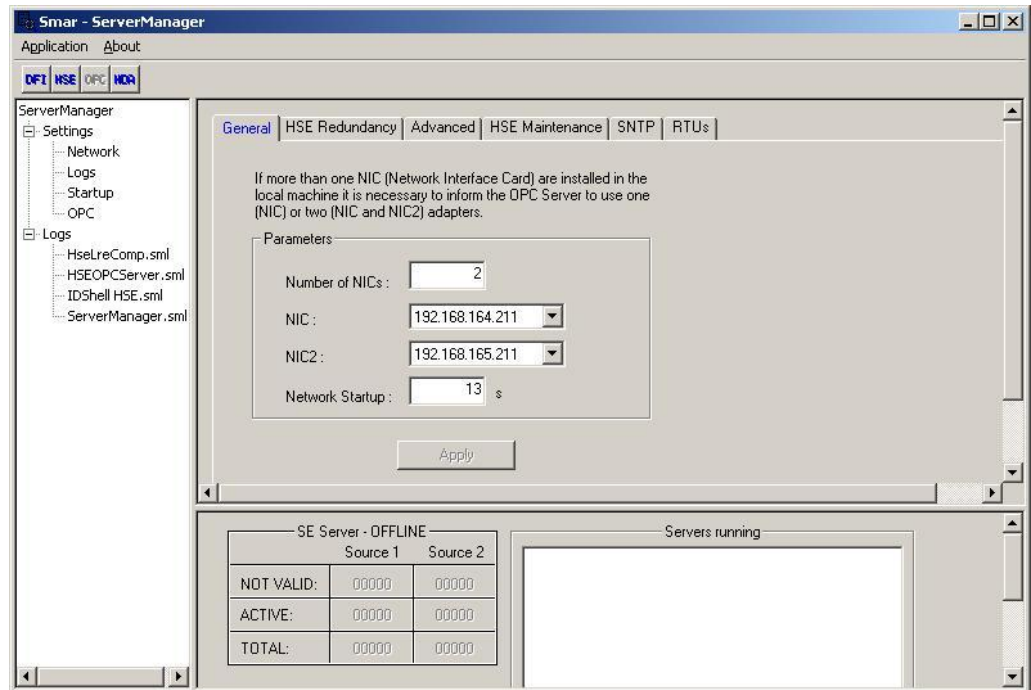 Smar - ServerManager
Application About
DFI HSE OPC HDA
ServerManager
Settings
Network
Logs
Startup
OPC
Logs
HseLreComp.sml
HSEOPCServer.sml
IDShell HSE.sml
ServerManager.sml
General HSE Redundancy Advanced HSE Maintenance SNTP RTUs
If more than one NIC (Network Interface Card) are installed in the
local machine it is necessary to inform the OPC Server to use one
(NIC) or two (NIC and NIC2) adapters.
Parameters
Number of NICs : 2
NIC : 192.168.164.211
NIC2 : 192.168.165.211
Network Startup : 13 s
Apply
SE Server - OFFLINE
Source 1 Source 2
NOT VALID: 00000 00000
ACTIVE: 00000 00000
TOTAL: 00000 00000
Servers running